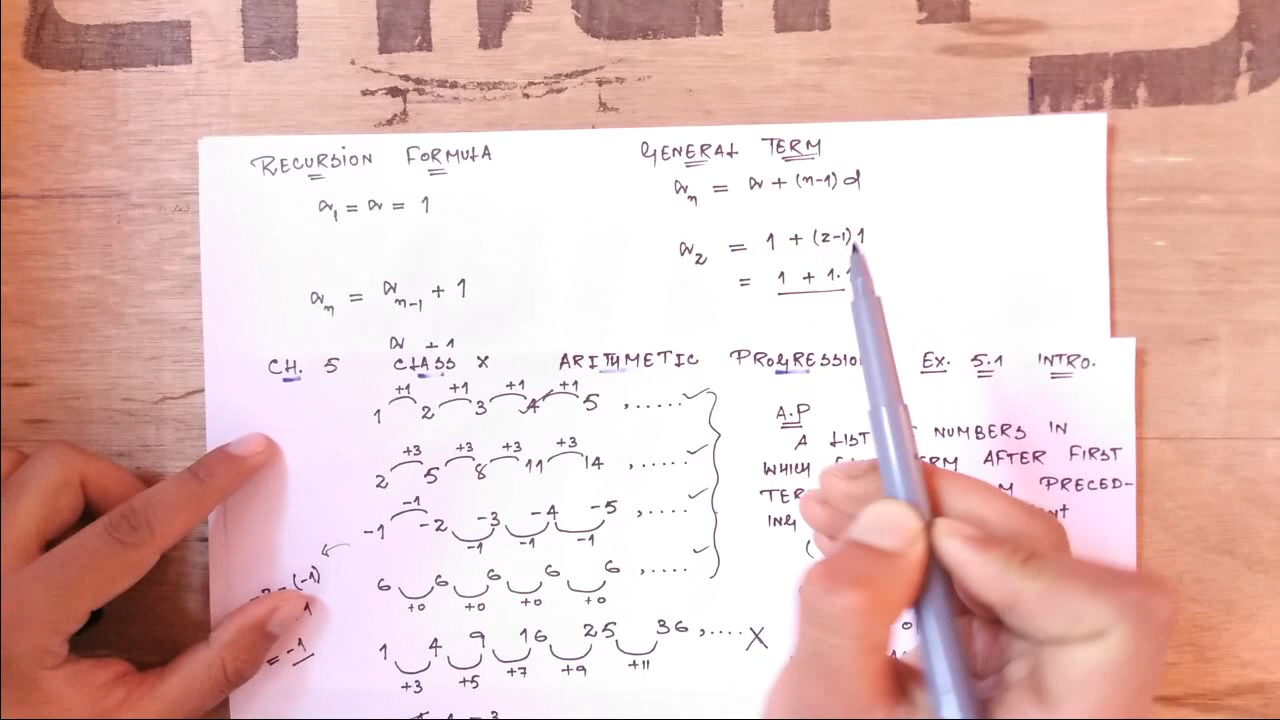 RECURSION FORMULA
a₁ = a = 1
aₙ = aₙ₋₁ + 1
GENERAL TERM
aₙ = a + (n-1) d
a₂ = 1 + (2-1) 1
= 1 + 1.
CH. 5 CLASS X ARITHMETIC PROGRESSION EX. 5.1 INTRO.
+1 +1 +1 +1
1 2 3 4 5 , .....
+3 +3 +3 +3
2 5 8 11 14 , .....
-1
-1 -2 -3 -4 -5 , .....
-1 -1 -1
6 6 6 6 6 , .....
+0 +0 +0 +0
1 4 9 16 25 36 , .... X
+3 +5 +7 +9 +11
(-1)
= -1
A.P
A LIST NUMBERS IN
WHICH TERM AFTER FIRST
PRECED-
ING